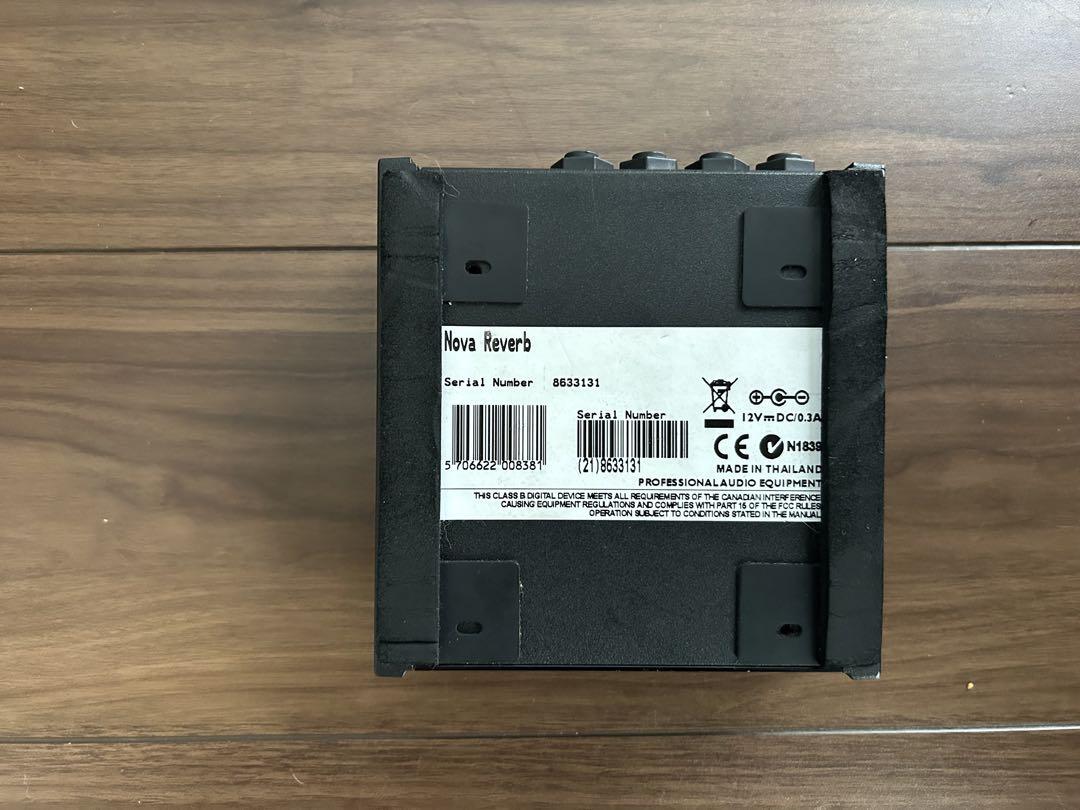 Nova Reverb
Serial Number 8633131
Serial Number
5 706622 008381
(21)8633131
12V DC/0.3A
CE N1839
MADE IN THAILAND
PROFESSIONAL AUDIO EQUIPMENT
THIS CLASS B DIGITAL DEVICE MEETS ALL REQUIREMENTS OF THE CANADIAN INTERFERENCE
CAUSING EQUIPMENT REGULATIONS AND COMPLIES WITH PART 15 OF THE FCC RULES
OPERATION SUBJECT TO CONDITIONS STATED IN THE MANUAL